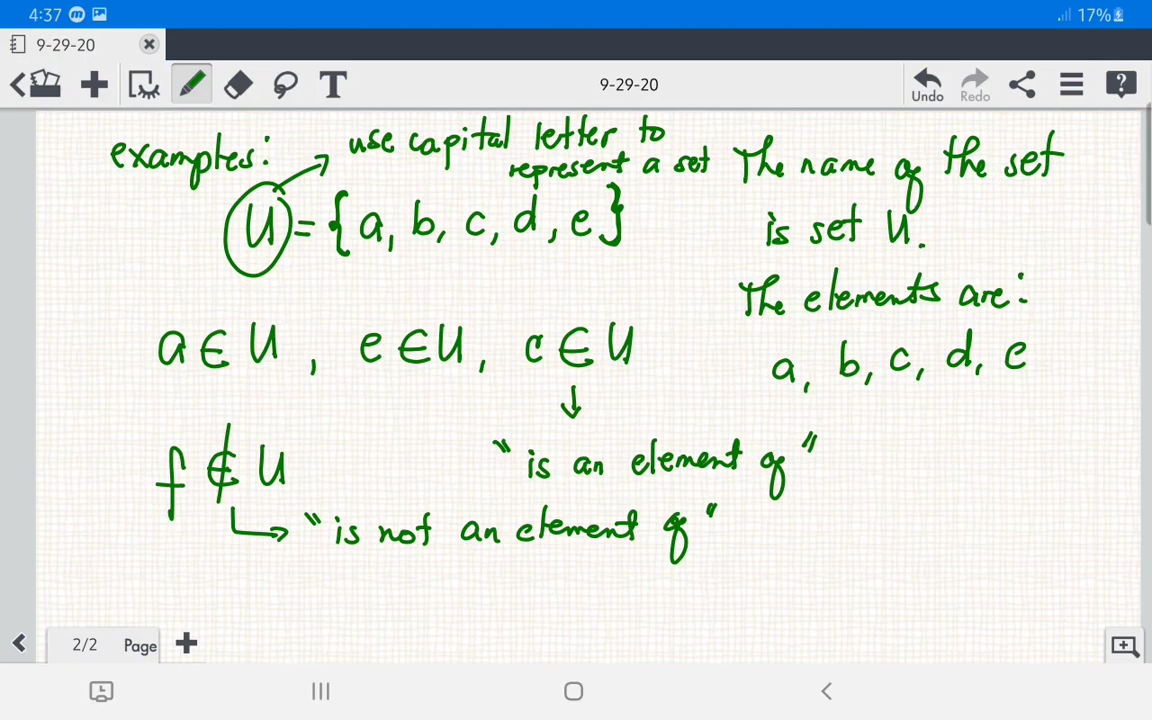 4:37
17%
9-29-20
9-29-20
Undo
Redo
examples:
use capital letter to
represent a set
U = {a, b, c, d, e}
The name of the set
is set U.
The elements are:
a, b, c, d, e
a ∈ U, e ∈ U, c ∈ U
"is an element of"
f ∉ U
"is not an element of"
2/2
Page